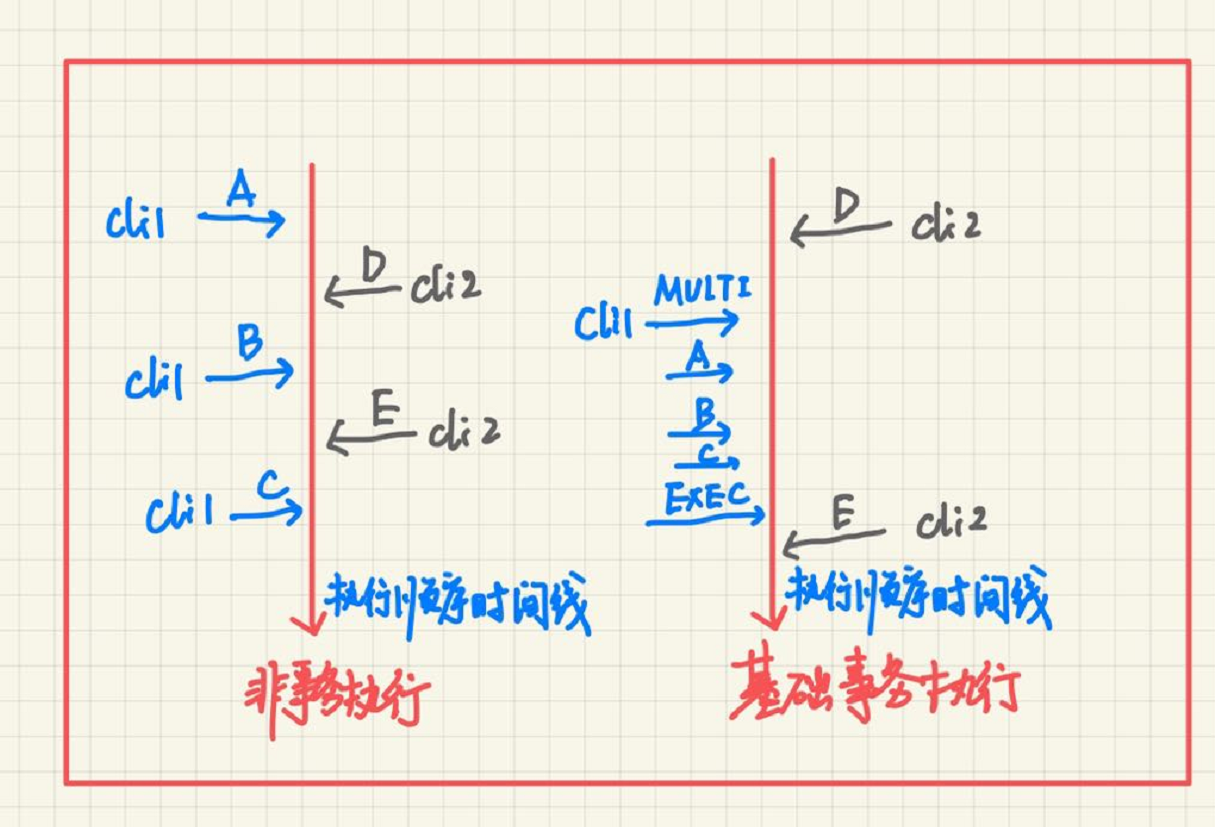 cli1 A
D cli2
cli1 B
E cli2
cli1 C
执行顺序时间线
非事务执行
D cli2
cli1 MULTI
A
B
C
EXEC
E cli2
执行顺序时间线
基础事务执行